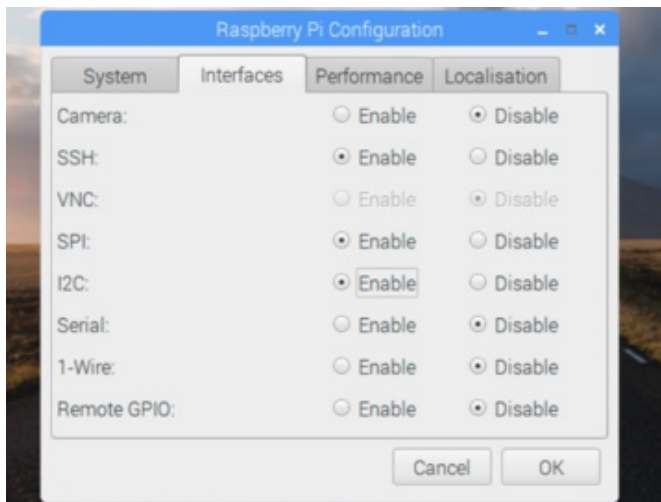 Raspberry Pi Configuration
System Interfaces Performance Localisation
Camera: Enable Disable
SSH: Enable Disable
VNC: Enable Disable
SPI: Enable Disable
I2C: Enable Disable
Serial: Enable Disable
1-Wire: Enable Disable
Remote GPIO: Enable Disable
Cancel OK